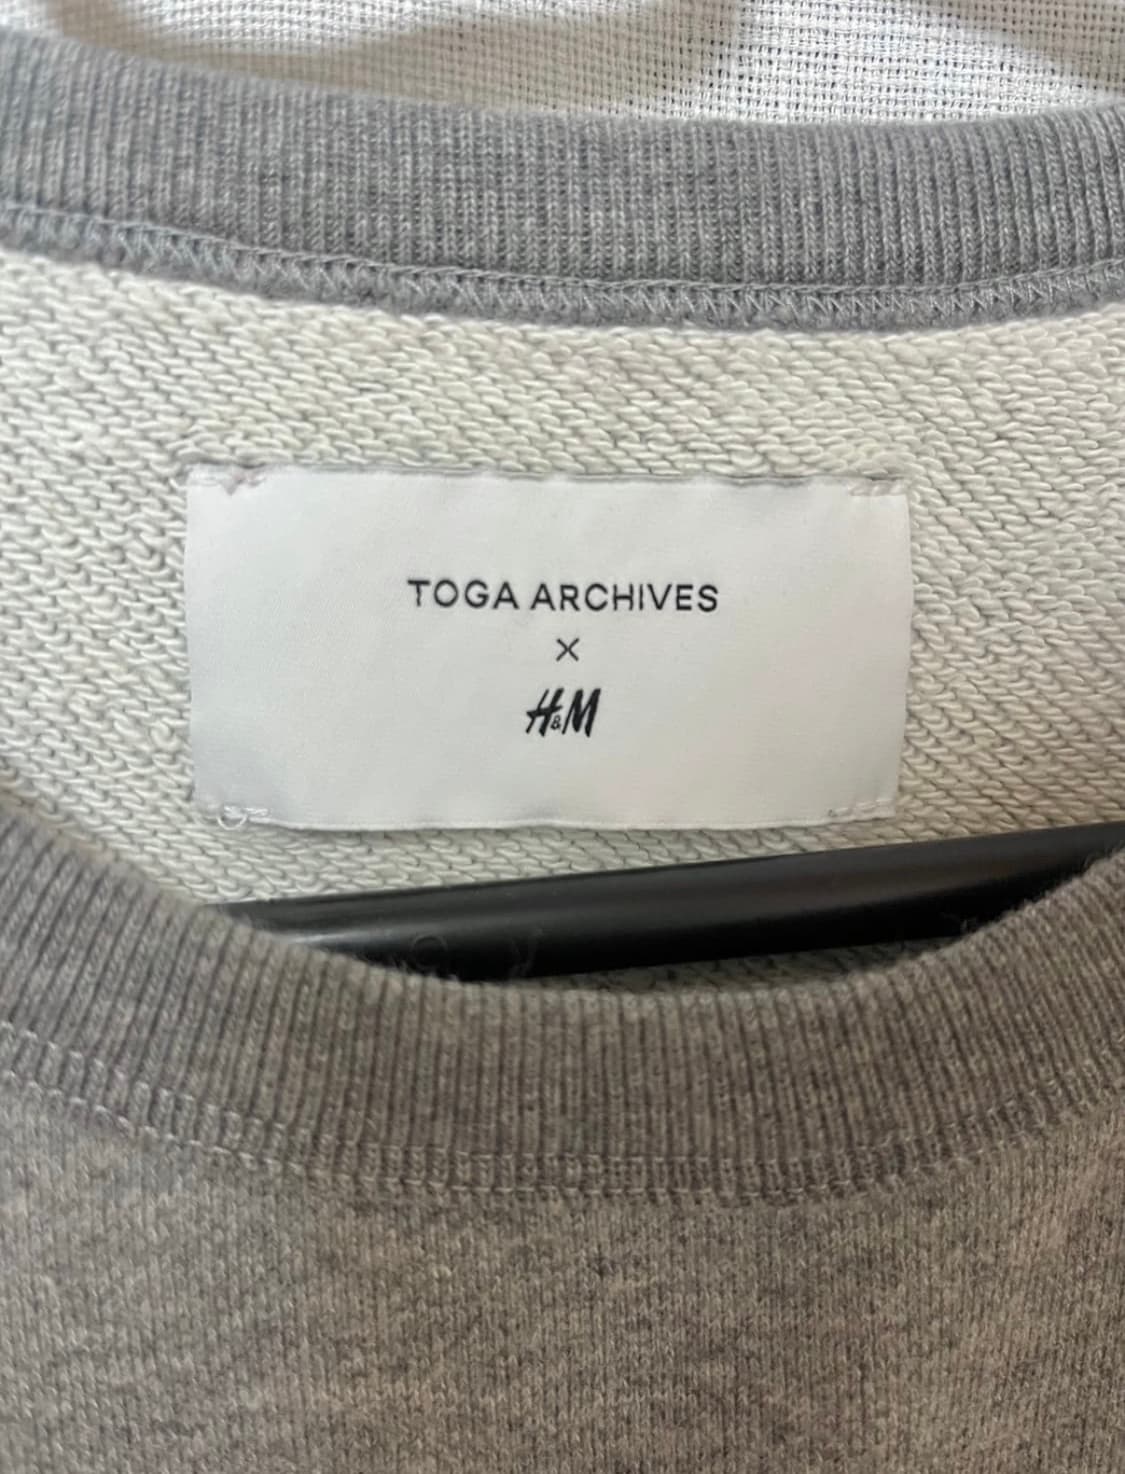 TOGA ARCHIVES
×
H&M